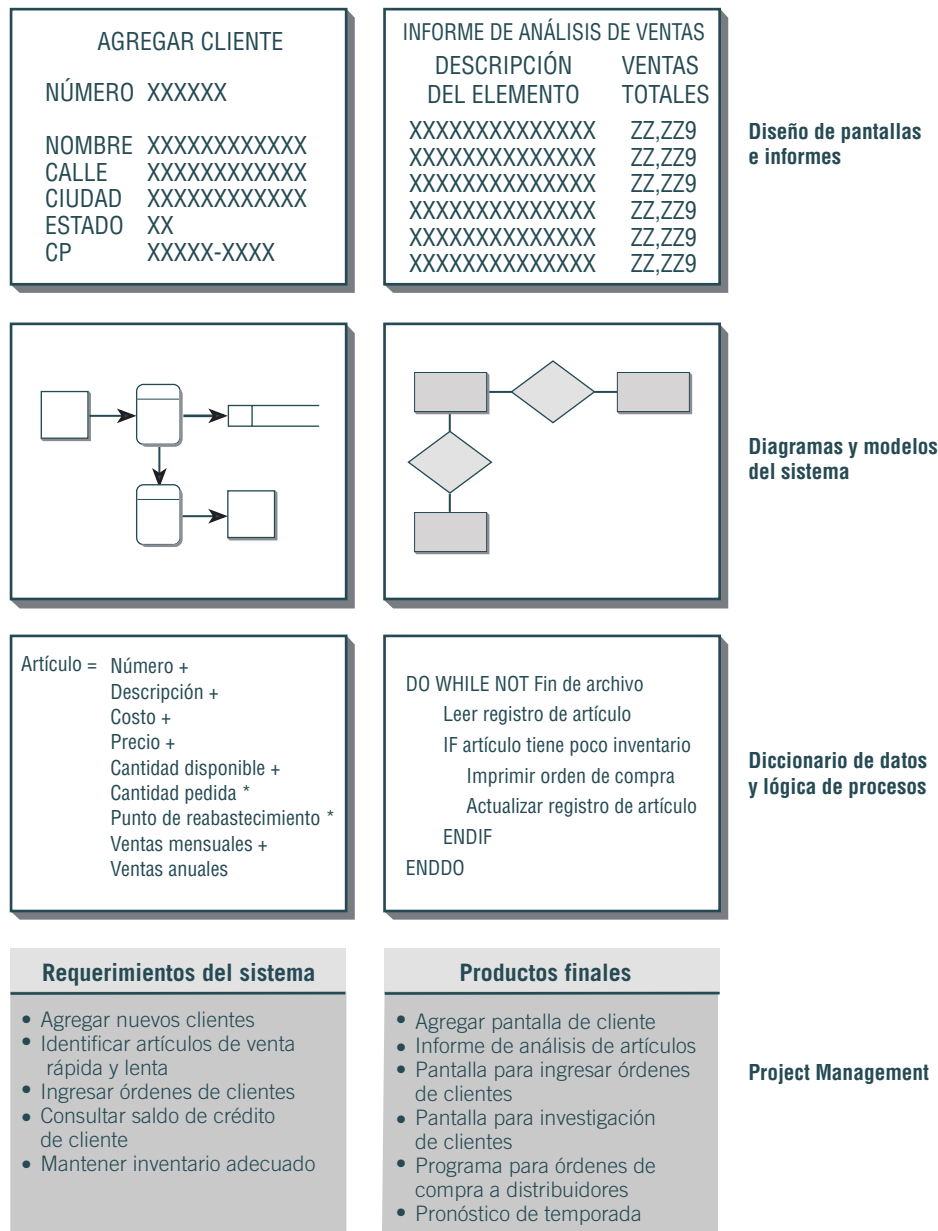 AGREGAR CLIENTE
NÚMERO XXXXXX
NOMBRE XXXXXXXXXXXX
CALLE XXXXXXXXXXXX
CIUDAD XXXXXXXXXXXX
ESTADO XX
CP XXXXX-XXXX
INFORME DE ANÁLISIS DE VENTAS
DESCRIPCIÓN VENTAS
DEL ELEMENTO TOTALES
XXXXXXXXXXXXXX ZZ,ZZ9
XXXXXXXXXXXXXX ZZ,ZZ9
XXXXXXXXXXXXXX ZZ,ZZ9
XXXXXXXXXXXXXX ZZ,ZZ9
XXXXXXXXXXXXXX ZZ,ZZ9
XXXXXXXXXXXXXX ZZ,ZZ9
Diseño de pantallas
e informes
Diagramas y modelos
del sistema
Artículo = Número +
Descripción +
Costo +
Precio +
Cantidad disponible +
Cantidad pedida *
Punto de reabastecimiento *
Ventas mensuales +
Ventas anuales
DO WHILE NOT Fin de archivo
Leer registro de artículo
IF artículo tiene poco inventario
Imprimir orden de compra
Actualizar registro de artículo
ENDIF
ENDDO
Diccionario de datos
y lógica de procesos
Requerimientos del sistema
• Agregar nuevos clientes
• Identificar artículos de venta
rápida y lenta
• Ingresar órdenes de clientes
• Consultar saldo de crédito
de cliente
• Mantener inventario adecuado
Productos finales
• Agregar pantalla de cliente
• Informe de análisis de artículos
• Pantalla para ingresar órdenes
de clientes
• Pantalla para investigación
de clientes
• Programa para órdenes de
compra a distribuidores
• Pronóstico de temporada
Project Management